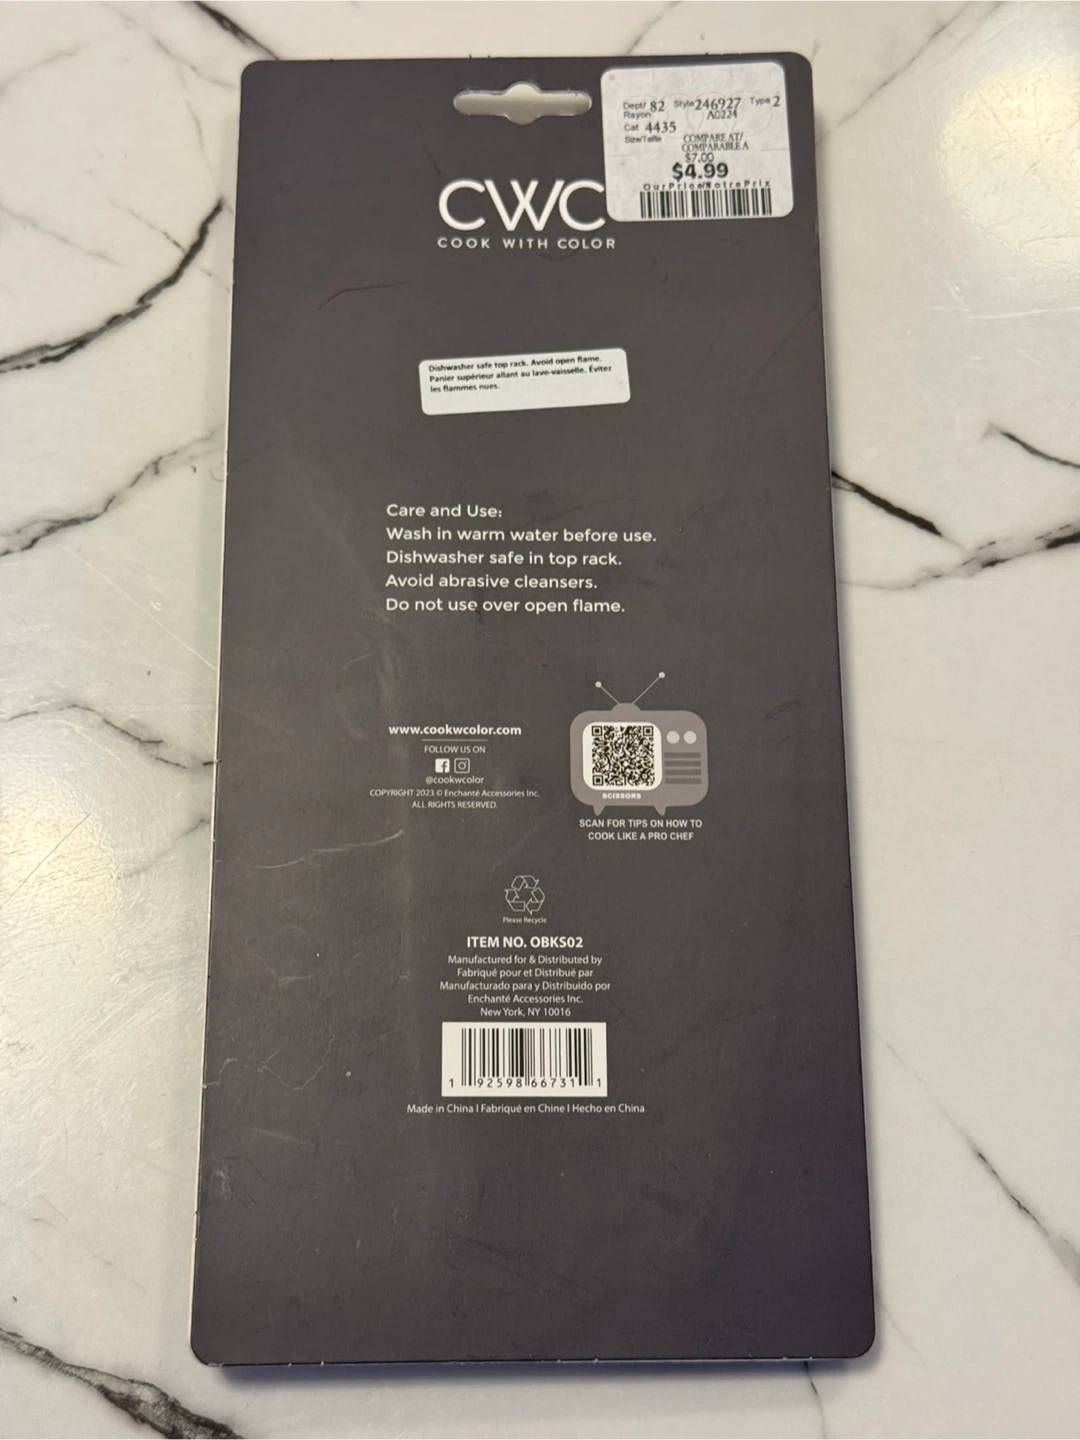 Dept/ 82 Style 246927 Type 2
Rayon A0224
Cat 4435
Size/Taille COMPARE AT/
COMPARABLE A
$7.00
$4.99
Our Price/Notre Prix
CWC
COOK WITH COLOR
Dishwasher safe top rack. Avoid open flame.
Panier supérieur allant au lave-vaisselle. Évitez
les flammes nues.
Care and Use:
Wash in warm water before use.
Dishwasher safe in top rack.
Avoid abrasive cleansers.
Do not use over open flame.
www.cookwcolor.com
FOLLOW US ON
@cookwcolor
COPYRIGHT 2023 © Enchanté Accessories Inc.
ALL RIGHTS RESERVED.
SCISSORS
SCAN FOR TIPS ON HOW TO
COOK LIKE A PRO CHEF
Please Recycle
ITEM NO. OBKS02
Manufactured for & Distributed by
Fabriqué pour et Distribué par
Manufacturado para y Distribuido por
Enchanté Accessories Inc.
New York, NY 10016
1 92598 66731 1
Made in China I Fabriqué en Chine I Hecho en China